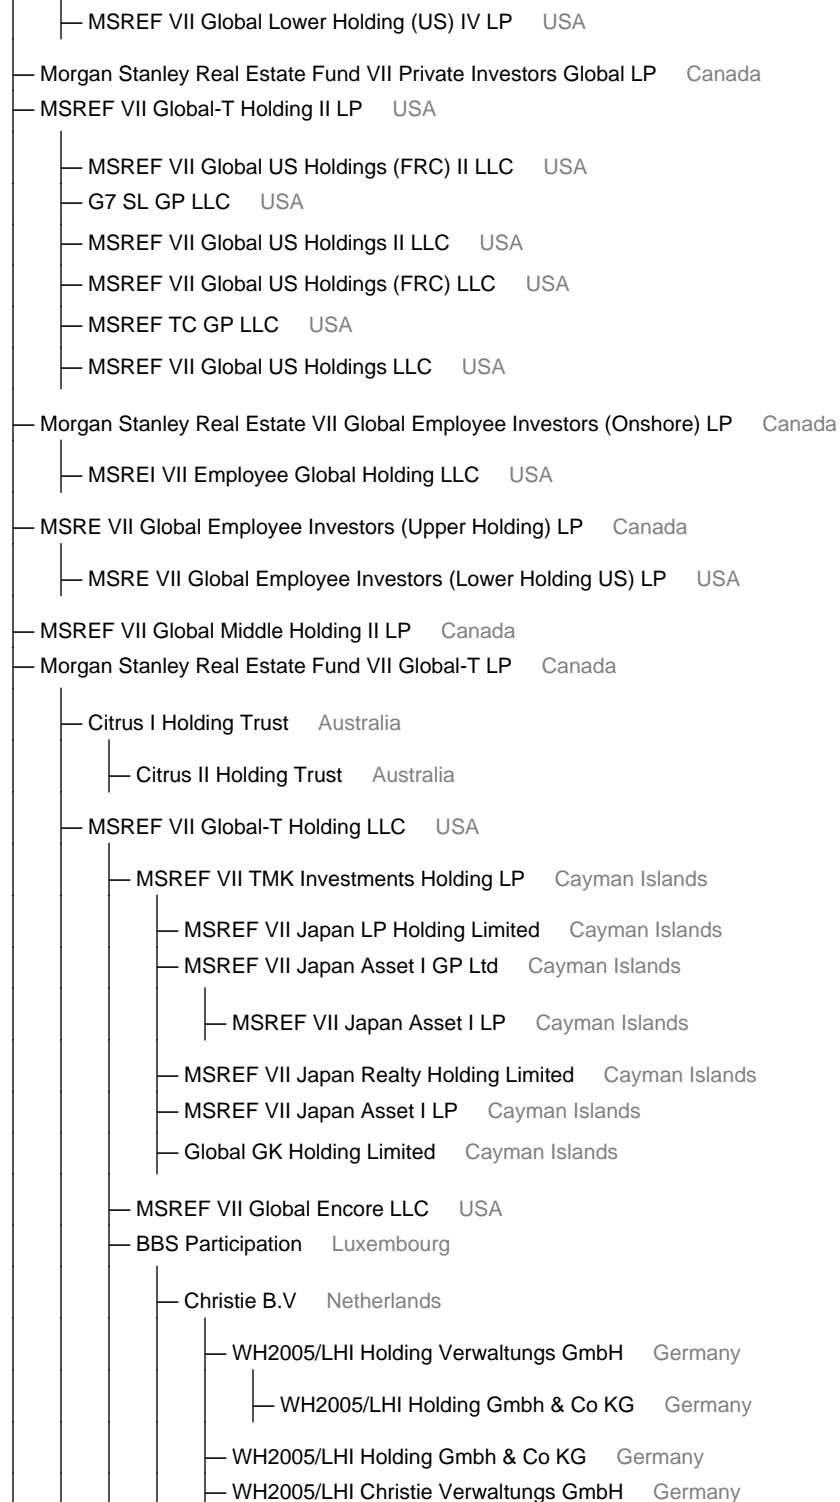 MSREF VII Global Lower Holding (US) IV LP USA
Morgan Stanley Real Estate Fund VII Private Investors Global LP Canada
MSREF VII Global-T Holding II LP USA
MSREF VII Global US Holdings (FRC) II LLC USA
G7 SL GP LLC USA
MSREF VII Global US Holdings II LLC USA
MSREF VII Global US Holdings (FRC) LLC USA
MSREF TC GP LLC USA
MSREF VII Global US Holdings LLC USA
Morgan Stanley Real Estate VII Global Employee Investors (Onshore) LP Canada
MSREI VII Employee Global Holding LLC USA
MSRE VII Global Employee Investors (Upper Holding) LP Canada
MSRE VII Global Employee Investors (Lower Holding US) LP USA
MSREF VII Global Middle Holding II LP Canada
Morgan Stanley Real Estate Fund VII Global-T LP Canada
Citrus I Holding Trust Australia
Citrus II Holding Trust Australia
MSREF VII Global-T Holding LLC USA
MSREF VII TMK Investments Holding LP Cayman Islands
MSREF VII Japan LP Holding Limited Cayman Islands
MSREF VII Japan Asset I GP Ltd Cayman Islands
MSREF VII Japan Asset I LP Cayman Islands
MSREF VII Japan Realty Holding Limited Cayman Islands
MSREF VII Japan Asset I LP Cayman Islands
Global GK Holding Limited Cayman Islands
MSREF VII Global Encore LLC USA
BBS Participation Luxembourg
Christie B.V Netherlands
WH2005/LHI Holding Verwaltungs GmbH Germany
WH2005/LHI Holding Gmbh & Co KG Germany
WH2005/LHI Holding Gmbh & Co KG Germany
WH2005/LHI Christie Verwaltungs GmbH Germany